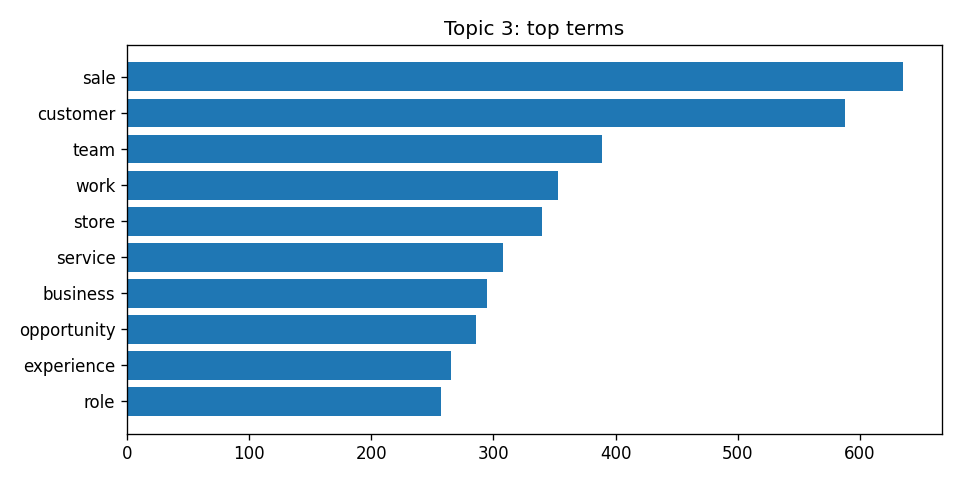 Topic 3: top terms
sale
customer
team
work
store
service
business
opportunity
experience
role
0 100 200 300 400 500 600